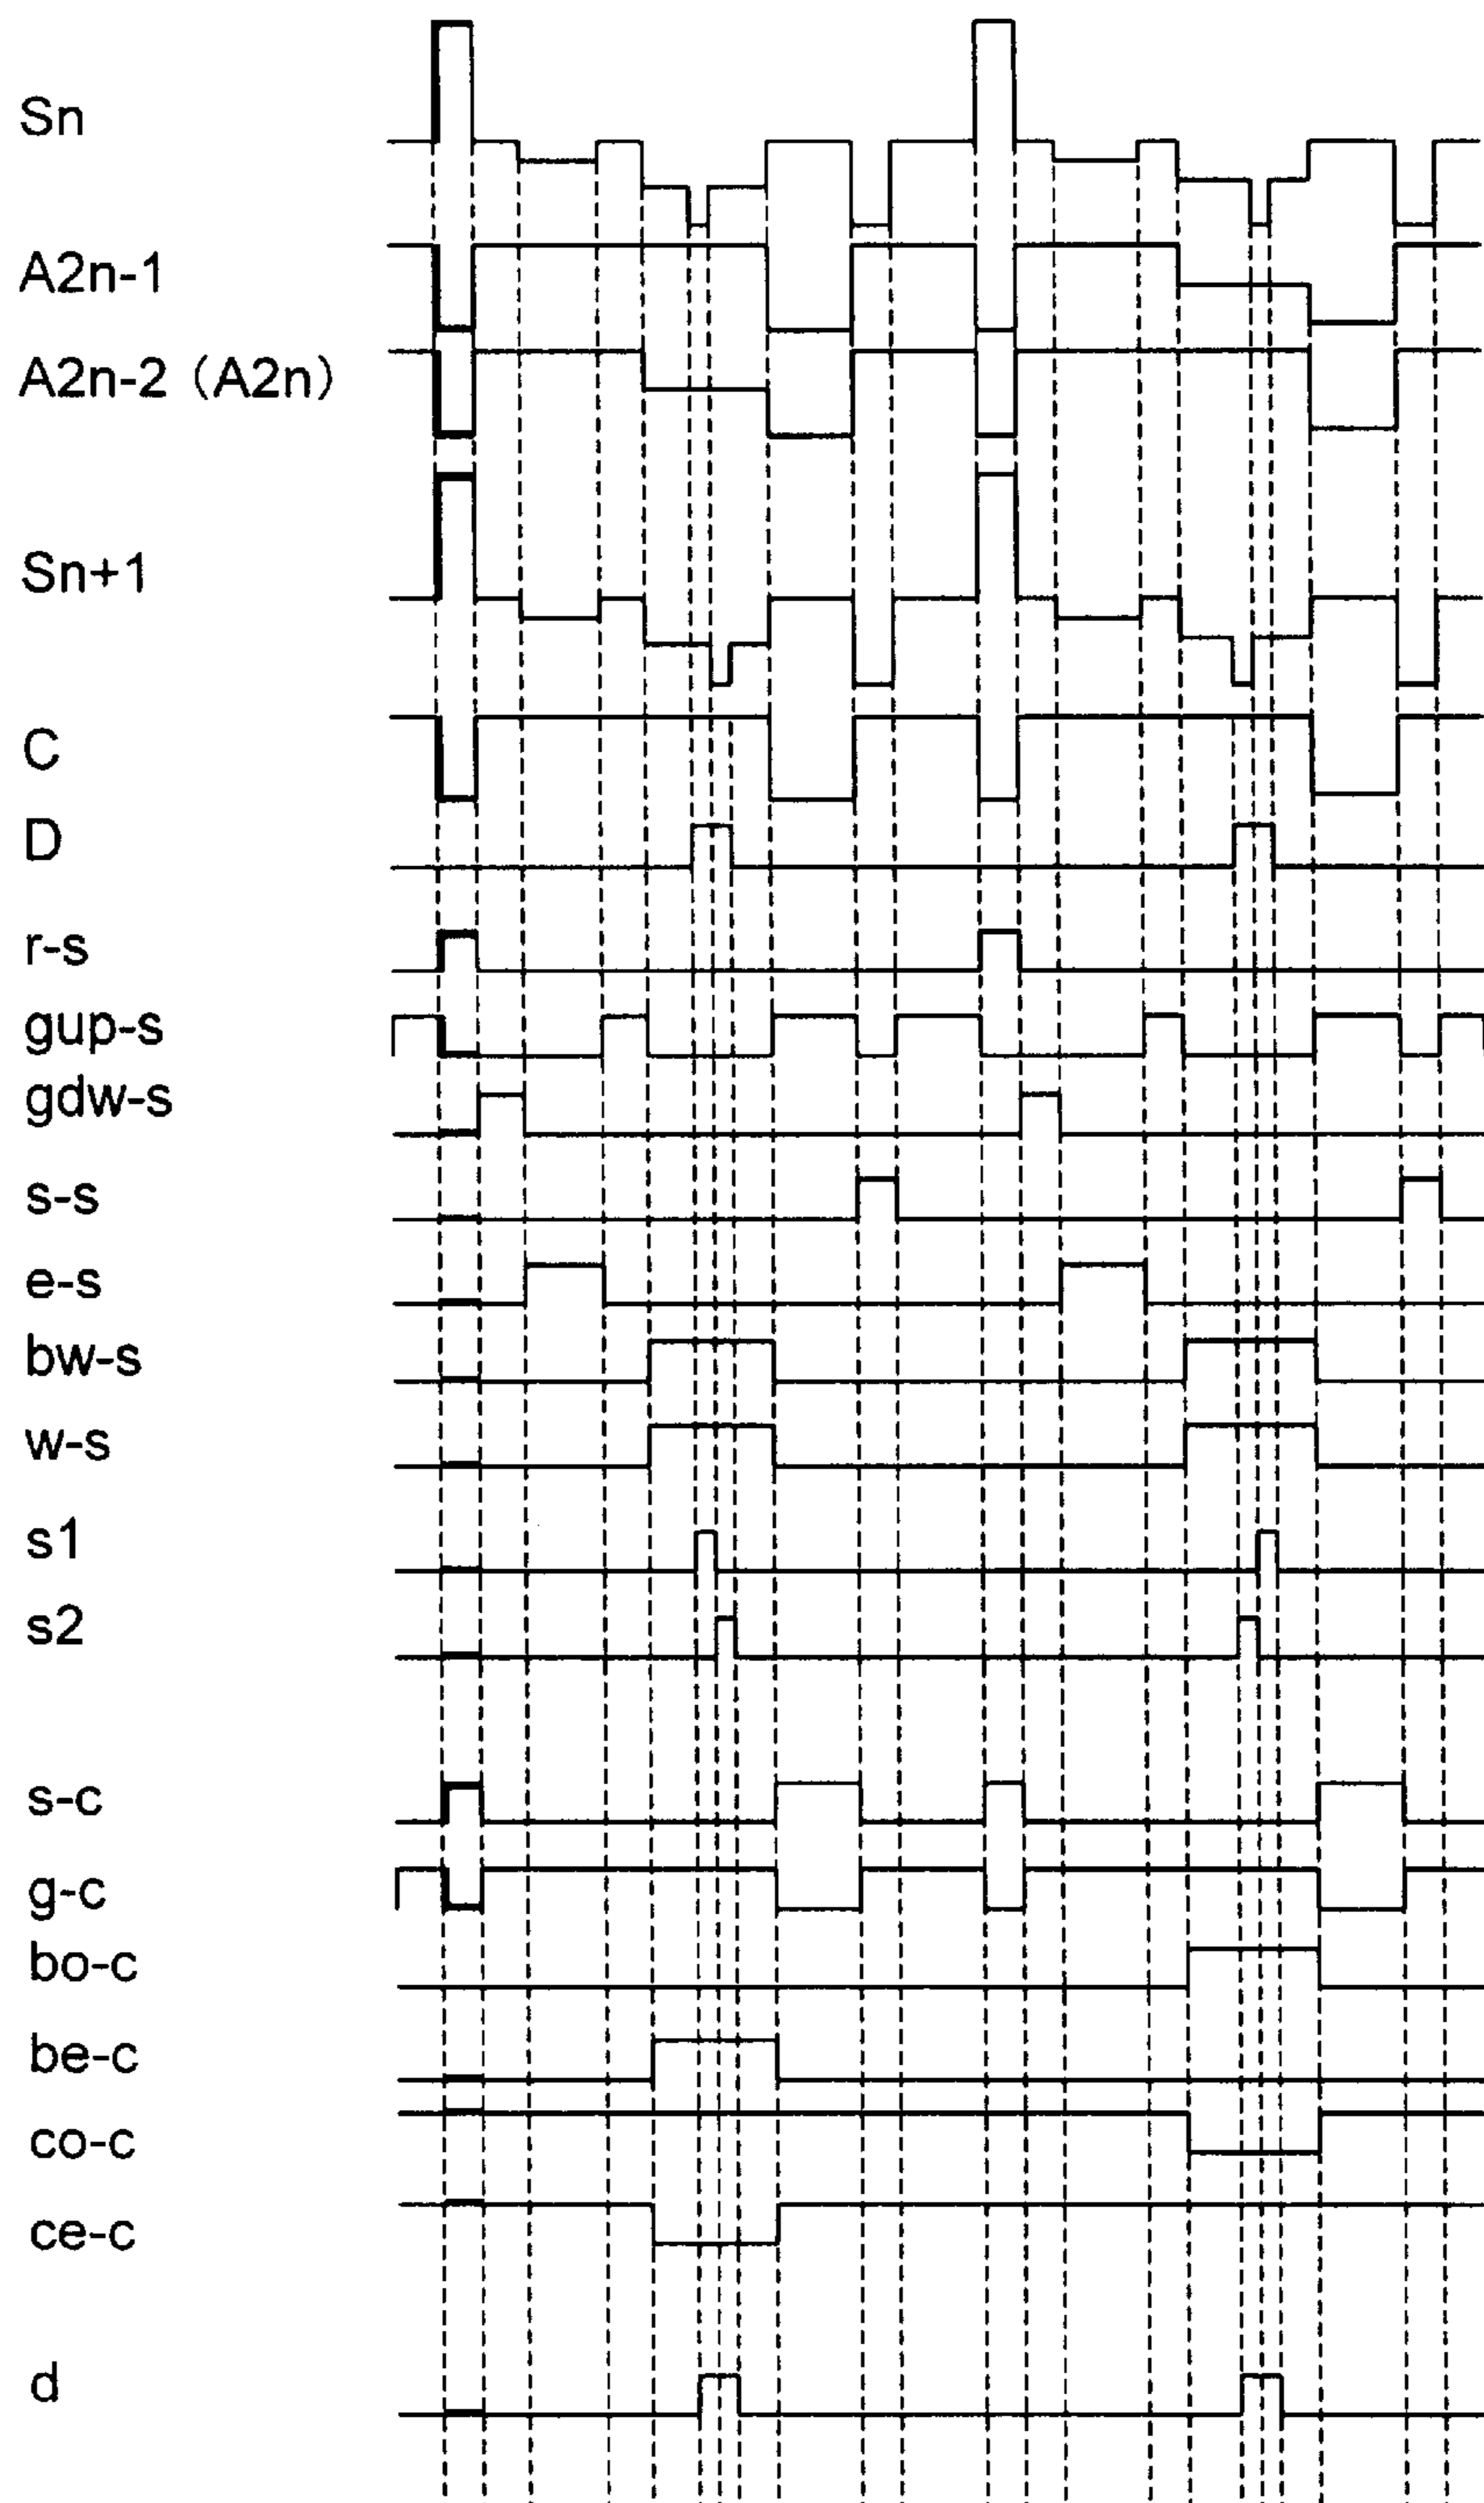 Sn
A2n-1
A2n-2 (A2n)
Sn+1
C
D
r-s
gup-s
gdw-s
s-s
e-s
bw-s
w-s
s1
s2
s-c
g-c
bo-c
be-c
co-c
ce-c
d